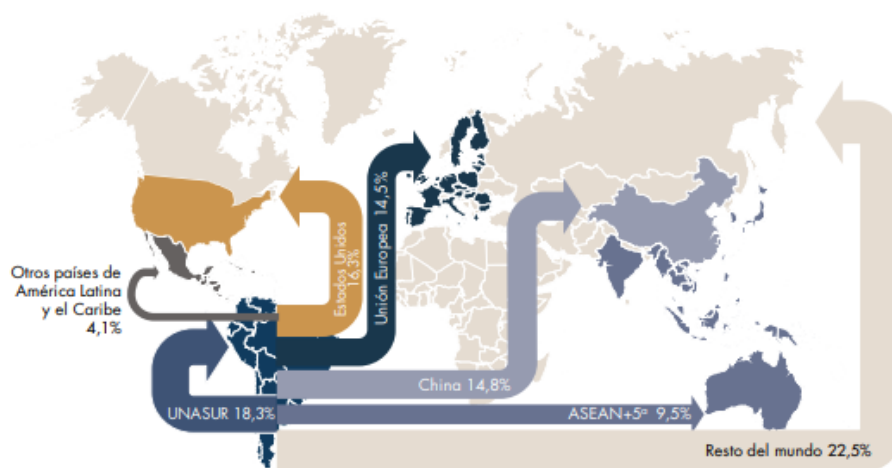 Otros países de
América Latina
y el Caribe
4,1%
Estados Unidos
16,3%
Unión Europea 14,5%
China 14,8%
UNASUR 18,3%
ASEAN+5ª 9,5%
Resto del mundo 22,5%